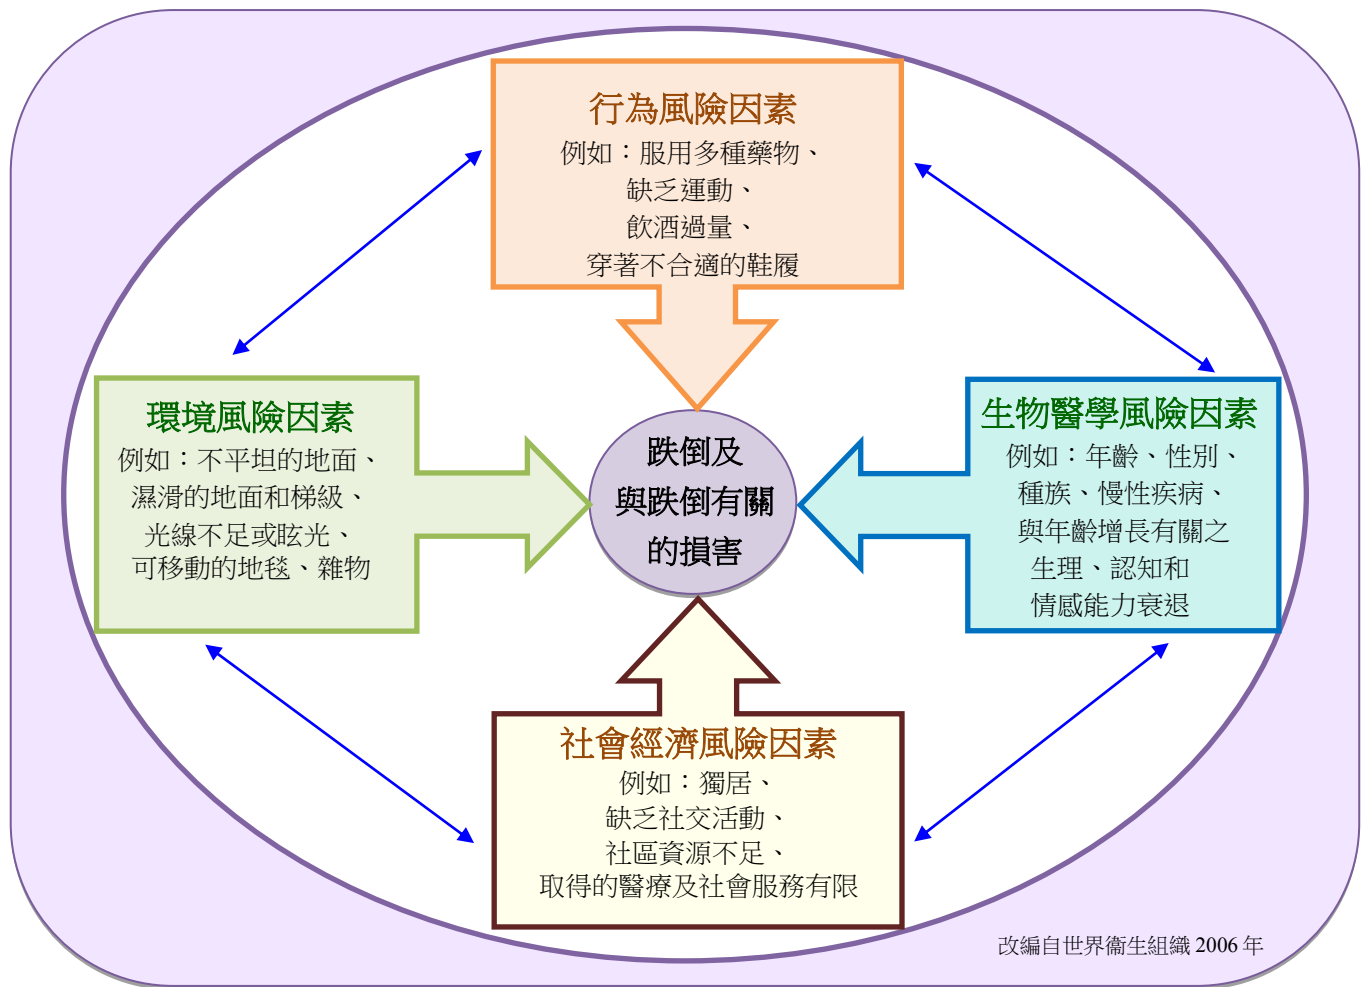 行為風險因素
例如：服用多種藥物、
缺乏運動、
飲酒過量、
穿著不合適的鞋履
環境風險因素
例如：不平坦的地面、
濕滑的地面和梯級、
光線不足或眩光、
可移動的地毯、雜物
跌倒及
與跌倒有關
的損害
生物醫學風險因素
例如：年齡、性別、
種族、慢性疾病、
與年齡增長有關之
生理、認知和
情感能力衰退
社會經濟風險因素
例如：獨居、
缺乏社交活動、
社區資源不足、
取得的醫療及社會服務有限
改編自世界衞生組織 2006 年